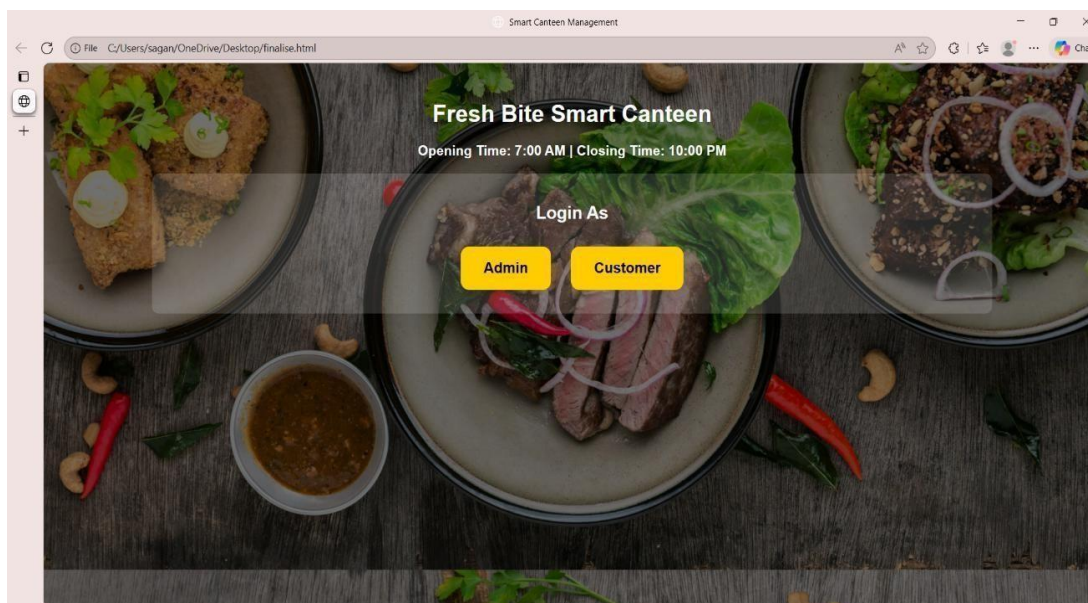 Smart Canteen Management
File C:/Users/sagan/OneDrive/Desktop/finalise.html
Fresh Bite Smart Canteen
Opening Time: 7:00 AM | Closing Time: 10:00 PM
Login As
Admin Customer